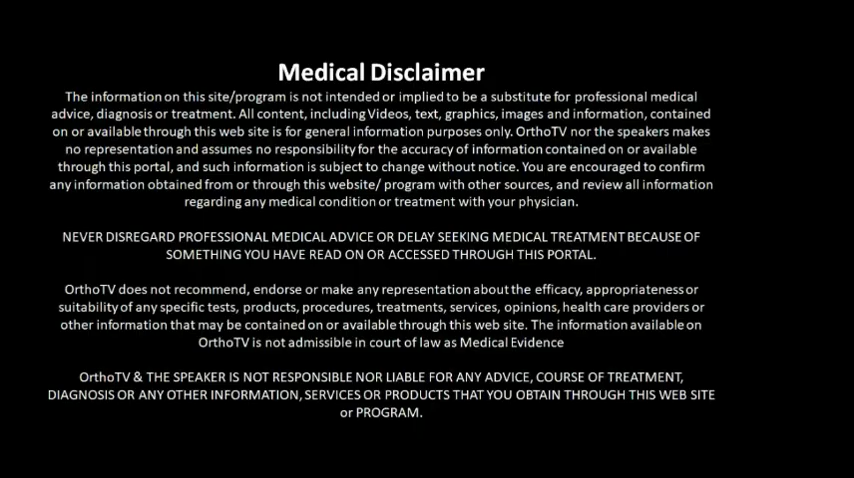 Medical Disclaimer
The information on this site/program is not intended or implied to be a substitute for professional medical
advice, diagnosis or treatment. All content, including Videos, text, graphics, images and information, contained
on or available through this web site is for general information purposes only. OrthoTV nor the speakers makes
no representation and assumes no responsibility for the accuracy of information contained on or available
through this portal, and such information is subject to change without notice. You are encouraged to confirm
any information obtained from or through this website/ program with other sources, and review all information
regarding any medical condition or treatment with your physician.
NEVER DISREGARD PROFESSIONAL MEDICAL ADVICE OR DELAY SEEKING MEDICAL TREATMENT BECAUSE OF
SOMETHING YOU HAVE READ ON OR ACCESSED THROUGH THIS PORTAL.
OrthoTV does not recommend, endorse or make any representation about the efficacy, appropriateness or
suitability of any specific tests, products, procedures, treatments, services, opinions, health care providers or
other information that may be contained on or available through this web site. The information available on
OrthoTV is not admissible in court of law as Medical Evidence
OrthoTV & THE SPEAKER IS NOT RESPONSIBLE NOR LIABLE FOR ANY ADVICE, COURSE OF TREATMENT,
DIAGNOSIS OR ANY OTHER INFORMATION, SERVICES OR PRODUCTS THAT YOU OBTAIN THROUGH THIS WEB SITE
or PROGRAM.